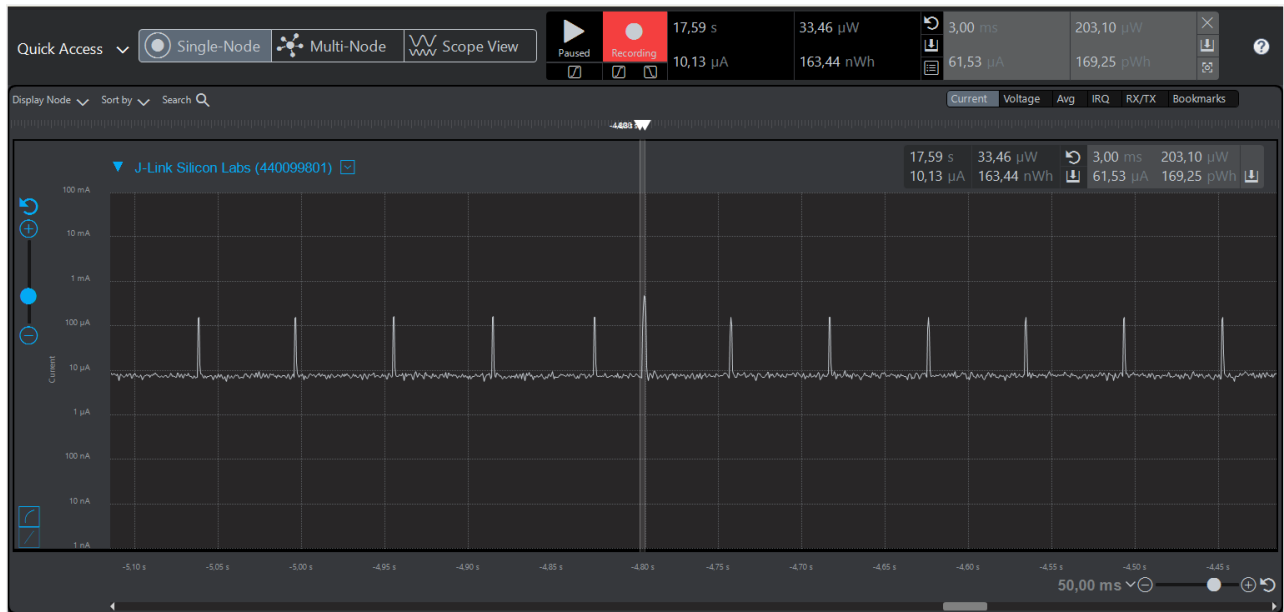 Quick Access
Single-Node
Multi-Node
Scope View
Paused
Recording
17,59 s
33,46 µW
10,13 µA
163,44 nWh
3,00 ms
203,10 µW
61,53 µA
169,25 pWh
Display Node
Sort by
Search
Current
Voltage
Avg
IRQ
RX/TX
Bookmarks
J-Link Silicon Labs (440099801)
17,59 s 33,46 µW 3,00 ms 203,10 µW
10,13 µA 163,44 nWh 61,53 µA 169,25 pWh
100 mA
10 mA
1 mA
100 µA
10 µA
1 µA
100 nA
10 nA
1 nA
Current
-5,10 s -5,05 s -5,00 s -4,95 s -4,90 s -4,85 s -4,80 s -4,75 s -4,70 s -4,65 s -4,60 s -4,55 s -4,50 s -4,45 s
50,00 ms